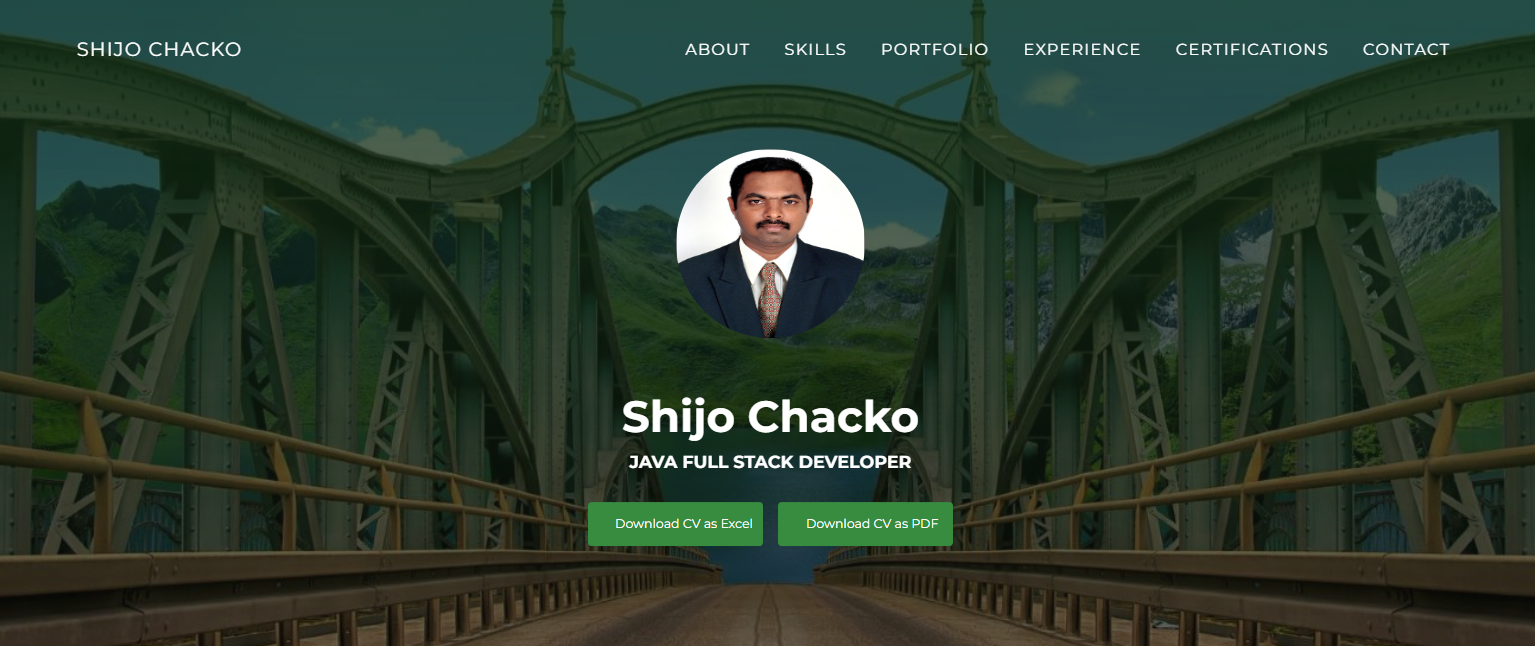 SHIJO CHACKO
ABOUT SKILLS PORTFOLIO EXPERIENCE CERTIFICATIONS CONTACT
Shijo Chacko
JAVA FULL STACK DEVELOPER
Download CV as Excel
Download CV as PDF